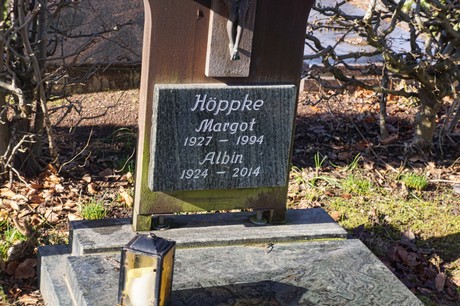 Höppke
Margot
1927 - 1994
Albin
1924 - 2014